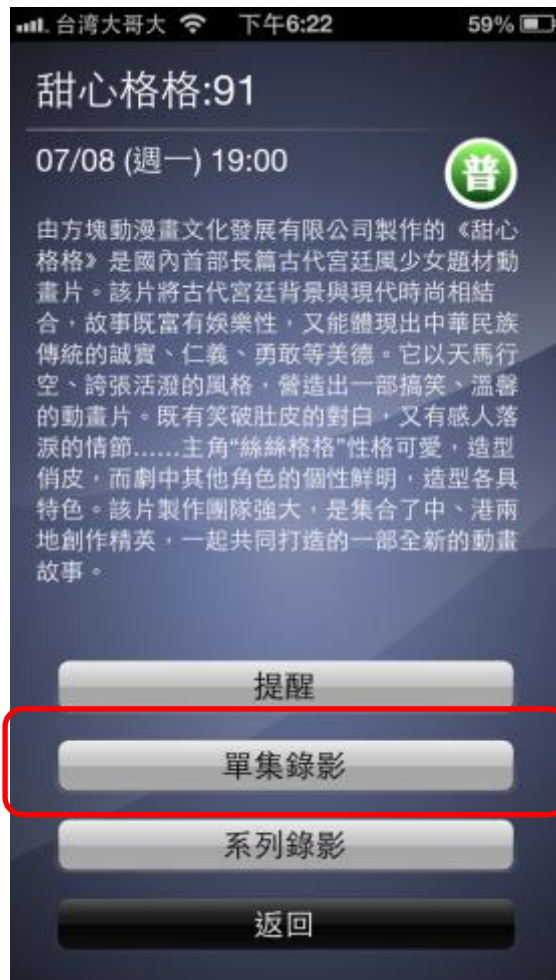 台湾大哥大 下午6:22 59%
甜心格格:91
07/08 (週一) 19:00
普
由方塊動漫畫文化發展有限公司製作的《甜心
格格》是國內首部長篇古代宮廷風少女題材動
畫片。該片將古代宮廷背景與現代時尚相結
合，故事既富有娛樂性，又能體現出中華民族
傳統的誠實、仁義、勇敢等美德。它以天馬行
空、誇張活潑的風格，營造出一部搞笑、溫馨
的動畫片。既有笑破肚皮的對白，又有感人落
淚的情節......主角“絲絲格格”性格可愛，造型
俏皮，而劇中其他角色的個性鮮明，造型各具
特色。該片製作團隊強大，是集合了中、港兩
地創作精英，一起共同打造的一部全新的動畫
故事。
提醒
單集錄影
系列錄影
返回